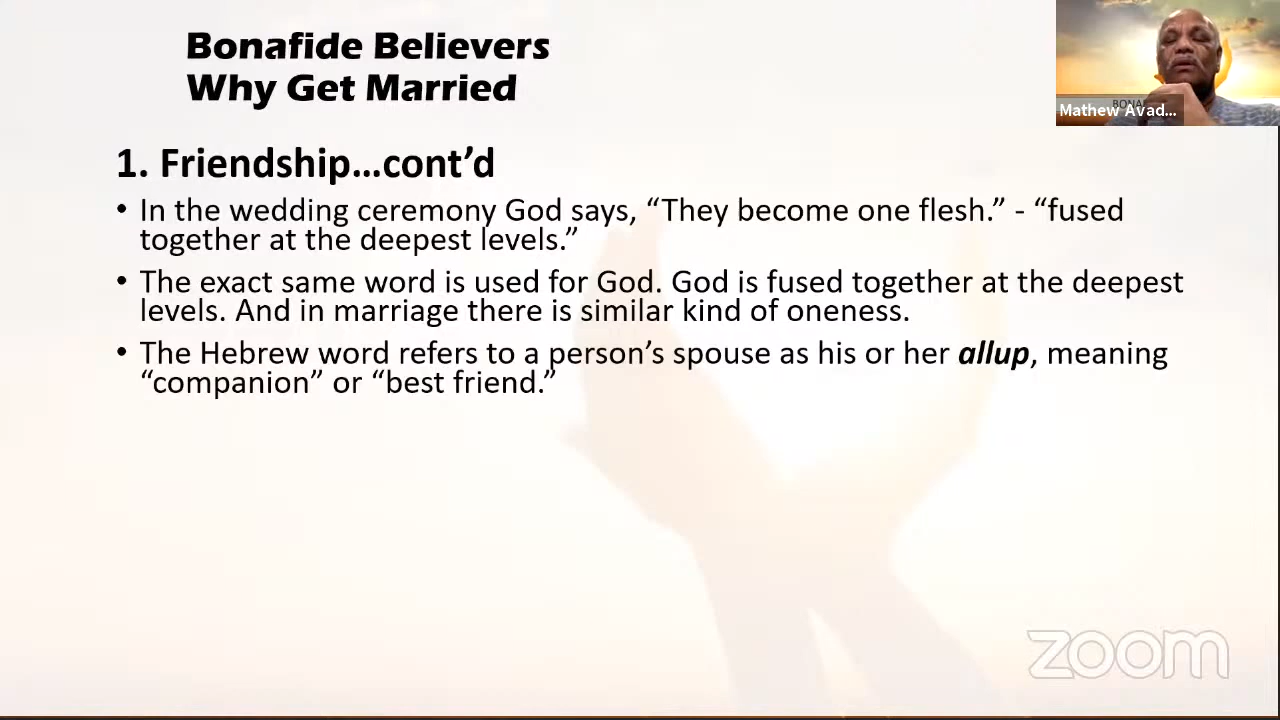 Bonafide Believers
Why Get Married
BONA
Mathew Avad...
1. Friendship...cont’d
• In the wedding ceremony God says, “They become one flesh.” - “fused
together at the deepest levels.”
• The exact same word is used for God. God is fused together at the deepest
levels. And in marriage there is similar kind of oneness.
• The Hebrew word refers to a person’s spouse as his or her allup, meaning
“companion” or “best friend.”
zoom